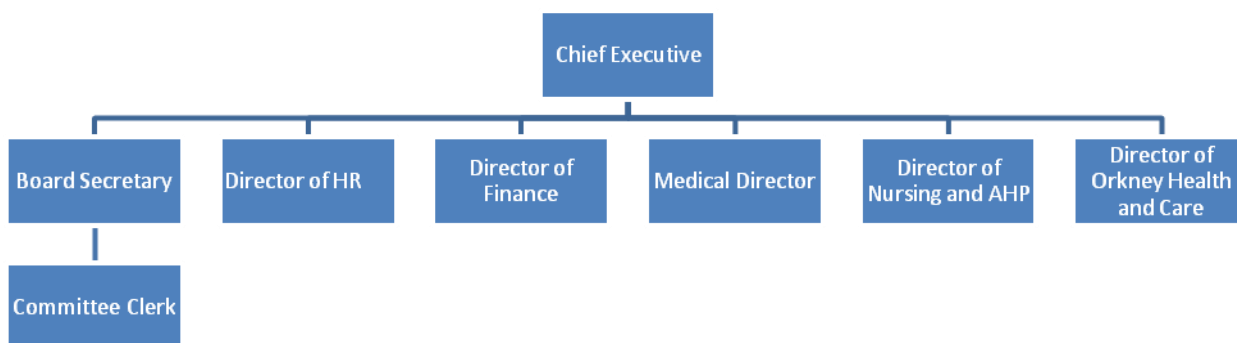 Chief Executive
Board Secretary
Director of HR
Director of
Finance
Medical Director
Director of
Nursing and AHP
Director of
Orkney Health
and Care
Committee Clerk